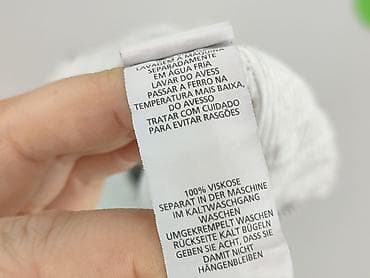 LAVAGEM À MÁQUINA
SEPARADAMENTE
EM ÁGUA FRIA
LAVAR DO AVESS
PASSAR A FERRO NA
TEMPERATURA MAIS BAIXA,
DO AVESSO
TRATAR COM CUIDADO
PARA EVITAR RASGÕES
100% VISKOSE
SEPARAT IN DER MASCHINE
IM KALTWASCHGANG
WASCHEN
UMGEKREMPELT WASCHEN
RÜCKSEITE KALT BÜGELN
GEBEN SIE ACHT, DASS SIE
DAMIT NICHT
HÄNGENBLEIBEN